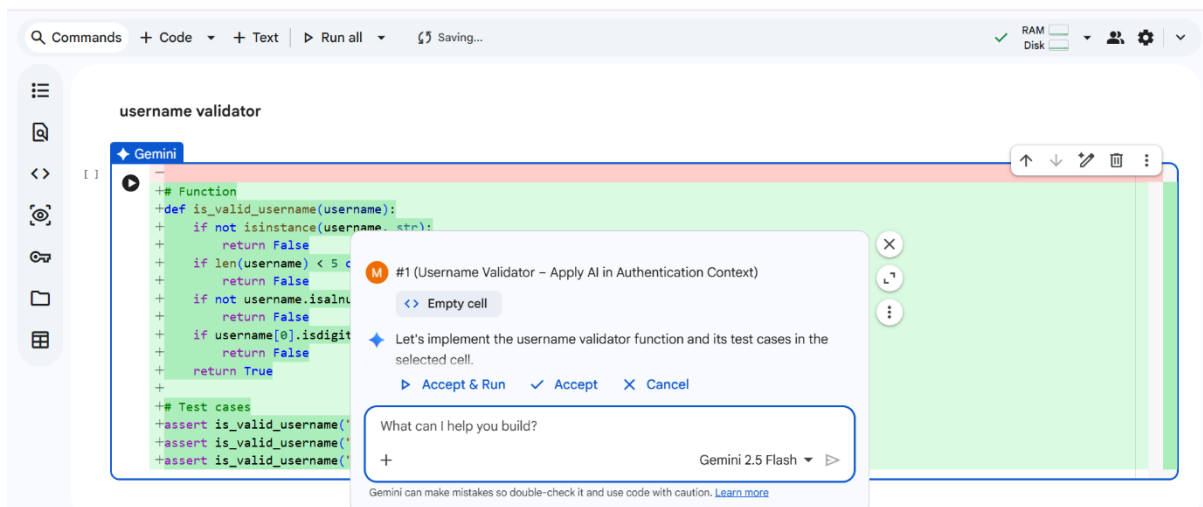 Commands + Code + Text Run all Saving... RAM
Disk
username validator
Gemini
[ ]
-
+# Function
+def is_valid_username(username):
+    if not isinstance(username, str):
+        return False
+    if len(username) < 5
+        return False
+    if not username.isalnu
+        return False
+    if username[0].isdigit
+        return False
+    return True
+
+# Test cases
+assert is_valid_username('
+assert is_valid_username('
+assert is_valid_username('
M #1 (Username Validator – Apply AI in Authentication Context)
<> Empty cell
Let's implement the username validator function and its test cases in the
selected cell.
Accept & Run Accept Cancel
What can I help you build?
+ Gemini 2.5 Flash
Gemini can make mistakes so double-check it and use code with caution. Learn more